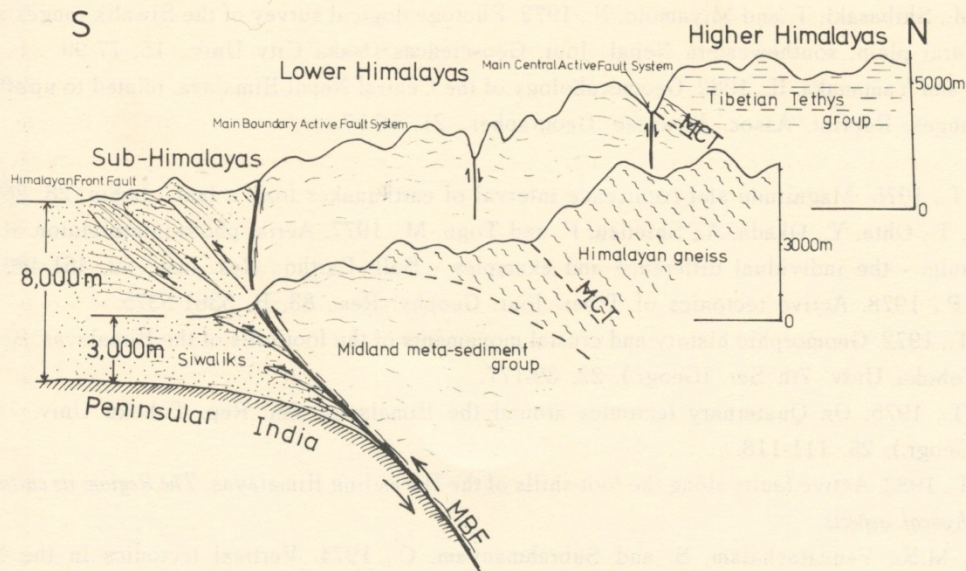 S
N
Higher Himalayas
Lower Himalayas
Main Central Active Fault System
5000m
Tibetan Tethys
group
Main Boundary Active Fault System
MCT
Sub-Himalayas
Himalayan Front Fault
0
3000m
Himalayan gneiss
8,000m
MCT
0
3,000m
Siwaliks
Midland meta-sediment
group
Peninsular India
MBF